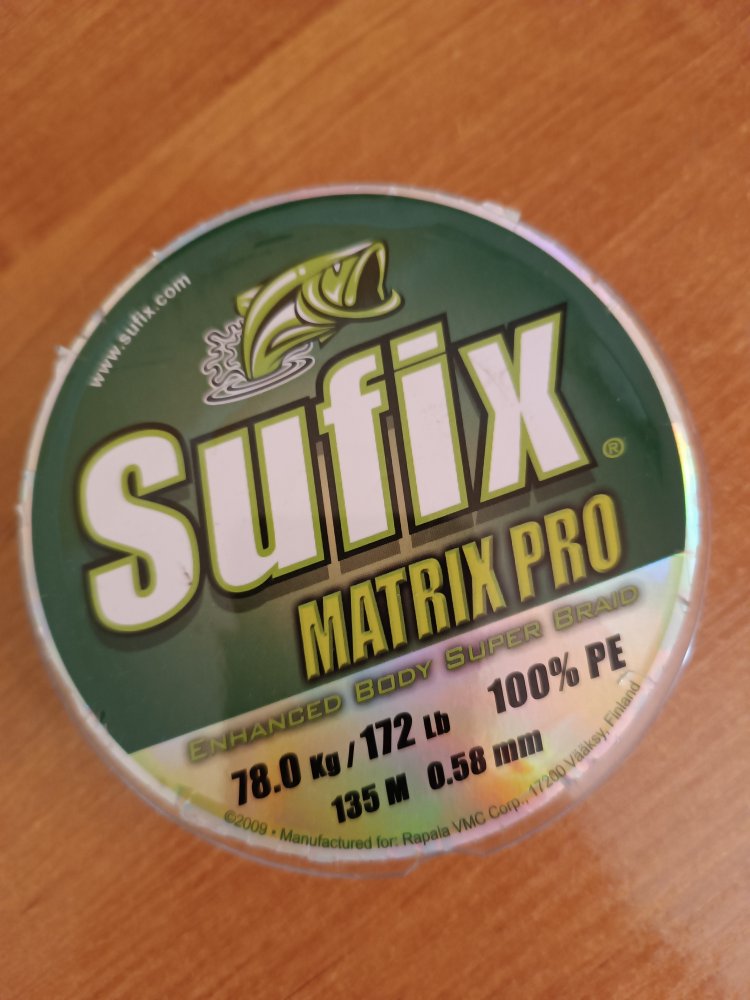 www.sufix.com
Sufix®
MATRIX PRO
ENHANCED BODY SUPER BRAID
78.0 Kg / 172 Lb 100% PE
135 M 0.58 mm
©2009 • Manufactured for: Rapala VMC Corp., 17200 Vääksy, Finland